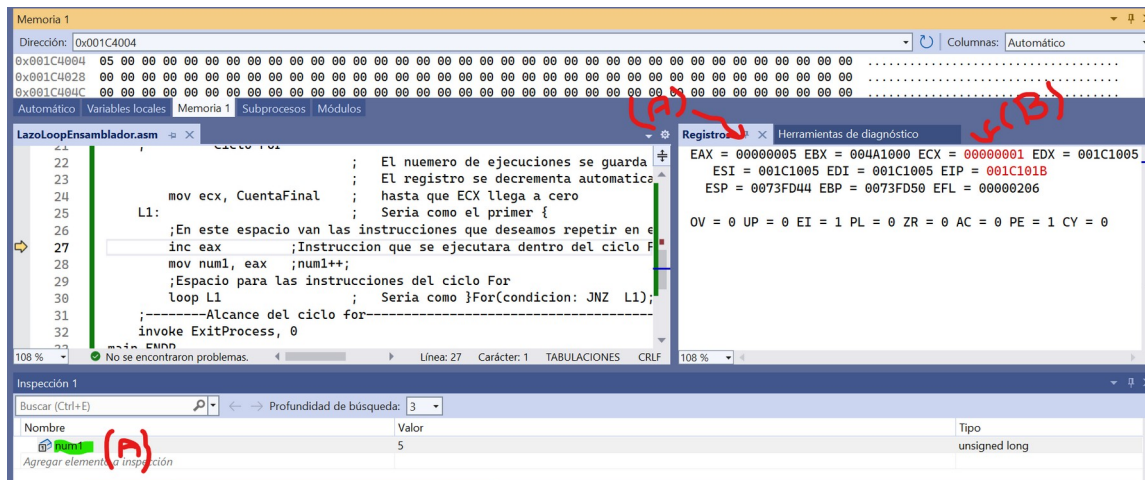 Memoria 1
Dirección: 0x001C4004 Columnas: Automático
0x001C4004 05 00 00 00 00 00 00 00 00 00 00 00 00 00 00 00 00 00 00 00 00 00 00 00 00 00 00 00 00 00 00 00 00 00 00 00 ....................................
0x001C4028 00 00 00 00 00 00 00 00 00 00 00 00 00 00 00 00 00 00 00 00 00 00 00 00 00 00 00 00 00 00 00 00 00 00 00 00 ....................................
0x001C404C 00 00 00 00 00 00 00 00 00 00 00 00 00 00 00 00 00 00 00 00 00 00 00 00 00 00 00 00 00 00 00 00 00 00 00 00 ....................................
Automático Variables locales Memoria 1 Subprocesos Módulos
(A) (B)
LazoLoopEnsamblador.asm
21 ; Ciclo For
22 ; El nuemero de ejecuciones se guarda
23 ; El registro se decrementa automatica
24 mov ecx, CuentaFinal ; hasta que ECX llega a cero
25 L1: ; Seria como el primer {
26 ;En este espacio van las instrucciones que deseamos repetir en e
27 inc eax ;Instruccion que se ejecutara dentro del ciclo F
28 mov num1, eax ;num1++;
29 ;Espacio para las instrucciones del ciclo For
30 loop L1 ; Seria como }For(condicion: JNZ L1);
31 ;--------Alcance del ciclo for------------------------------------
32 invoke ExitProcess, 0
33 main ENDP
108 % No se encontraron problemas. Línea: 27 Carácter: 1 TABULACIONES CRLF
Registros Herramientas de diagnóstico
EAX = 00000005 EBX = 004A1000 ECX = 00000001 EDX = 001C1005
ESI = 001C1005 EDI = 001C1005 EIP = 001C101B
ESP = 0073FD44 EBP = 0073FD50 EFL = 00000206
OV = 0 UP = 0 EI = 1 PL = 0 ZR = 0 AC = 0 PE = 1 CY = 0
108 %
Inspección 1
Buscar (Ctrl+E) Profundidad de búsqueda: 3
Nombre Valor Tipo
num1 (A) 5 unsigned long
Agregar elemento a inspección